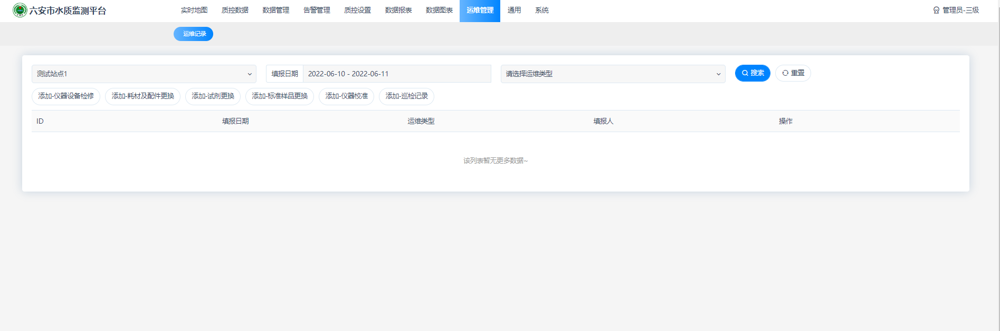 六安市水质监测平台 实时地图 质控数据 数据管理 告警管理 质控设置 数据报表 数据图表 运维管理 通用 系统 管理员-三级
运维记录
测试站点1 填报日期 2022-06-10 - 2022-06-11 请选择运维类型 搜索 重置
添加-仪器设备检修 添加-耗材及配件更换 添加-试剂更换 添加-标准样品更换 添加-仪器校准 添加-巡检记录
ID 填报日期 运维类型 填报人 操作
该列表暂无更多数据~